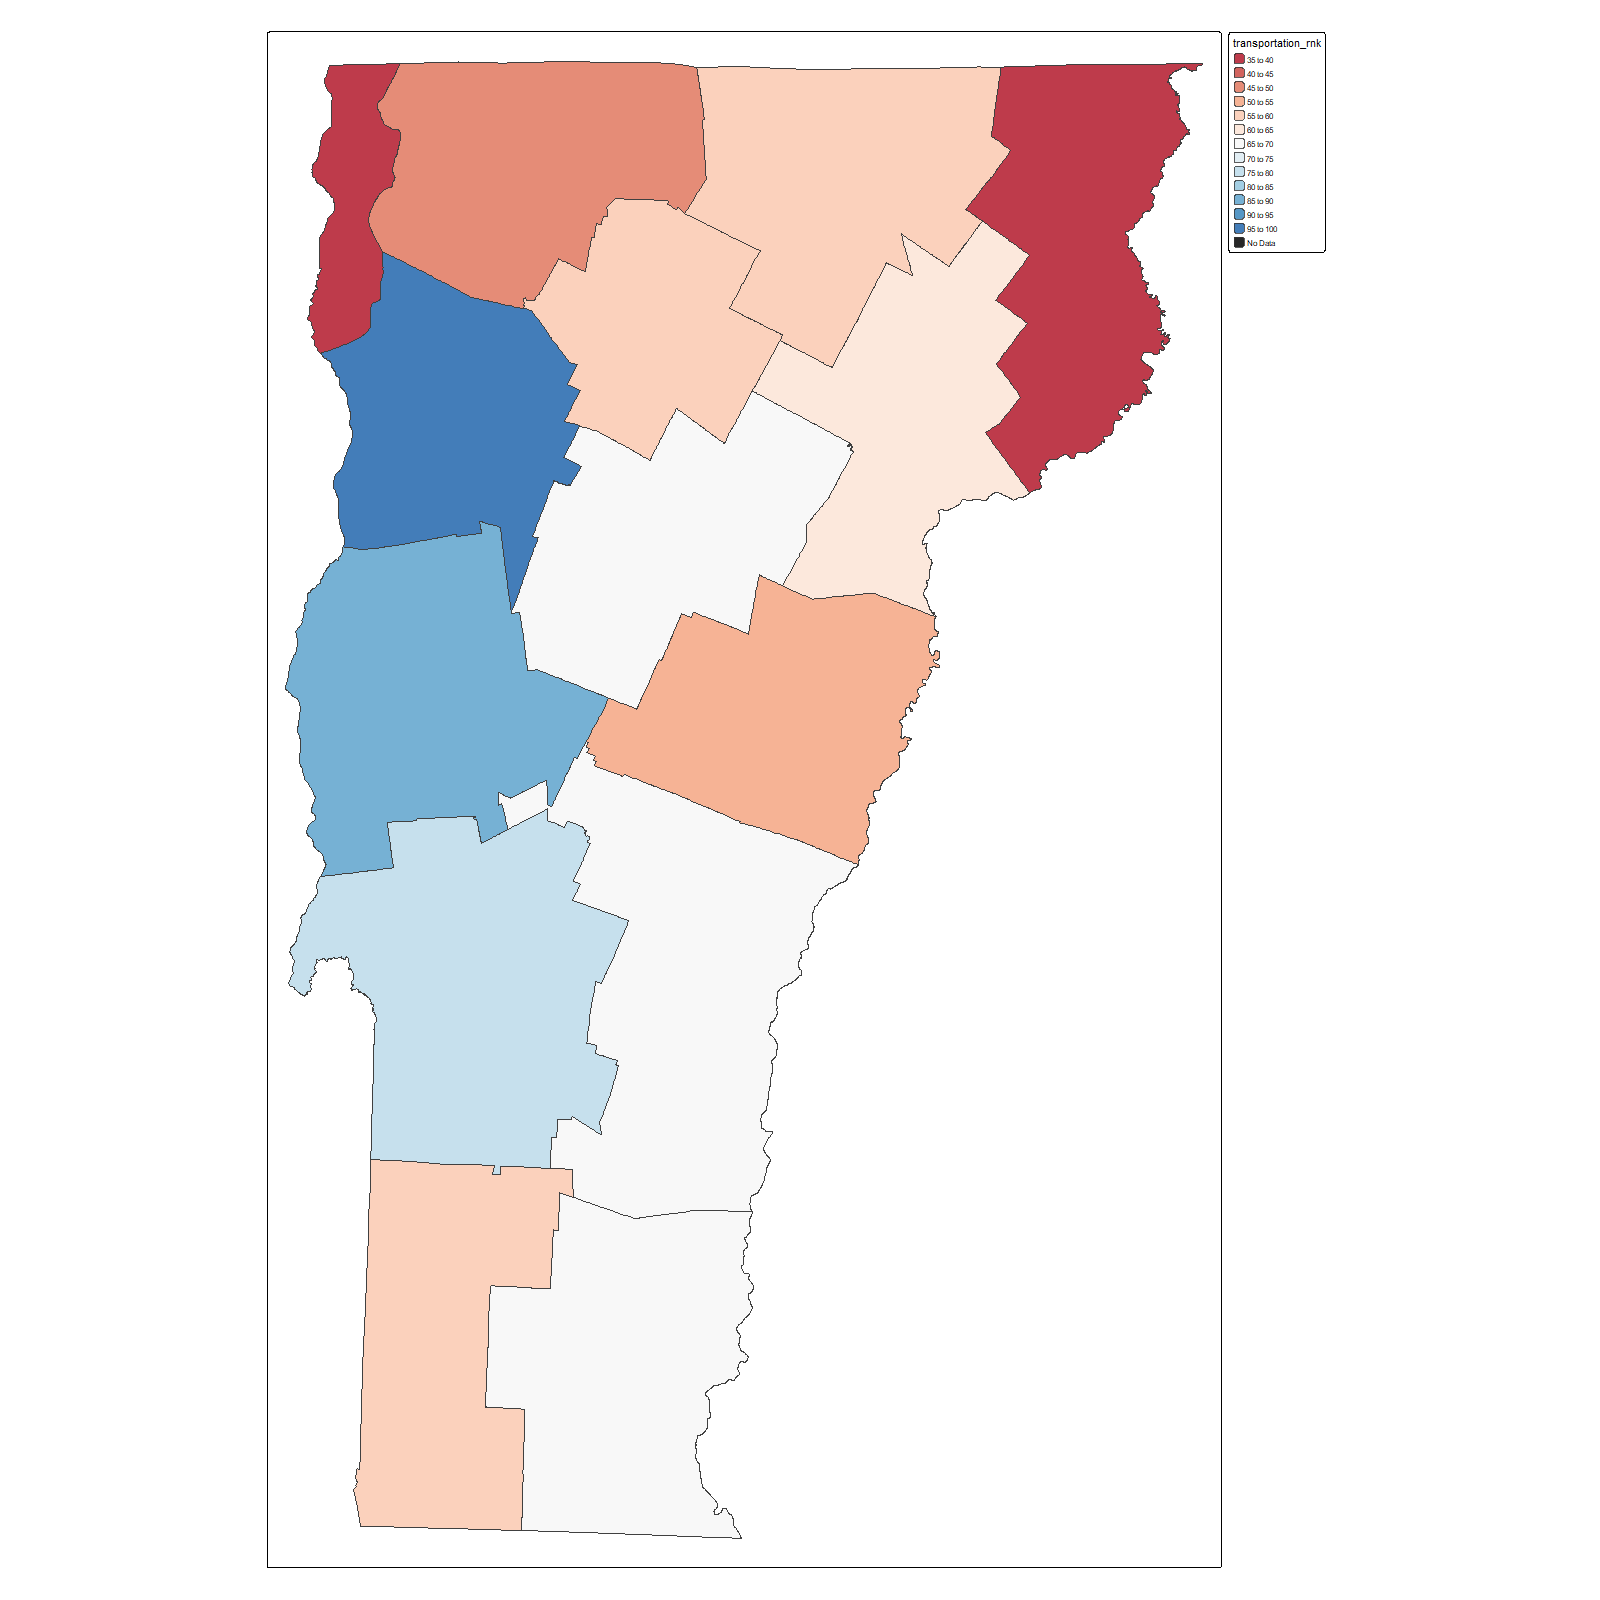 transportation_rnk
35 to 40
40 to 45
45 to 50
50 to 55
55 to 60
60 to 65
65 to 70
70 to 75
75 to 80
80 to 85
85 to 90
90 to 95
95 to 100
No Data